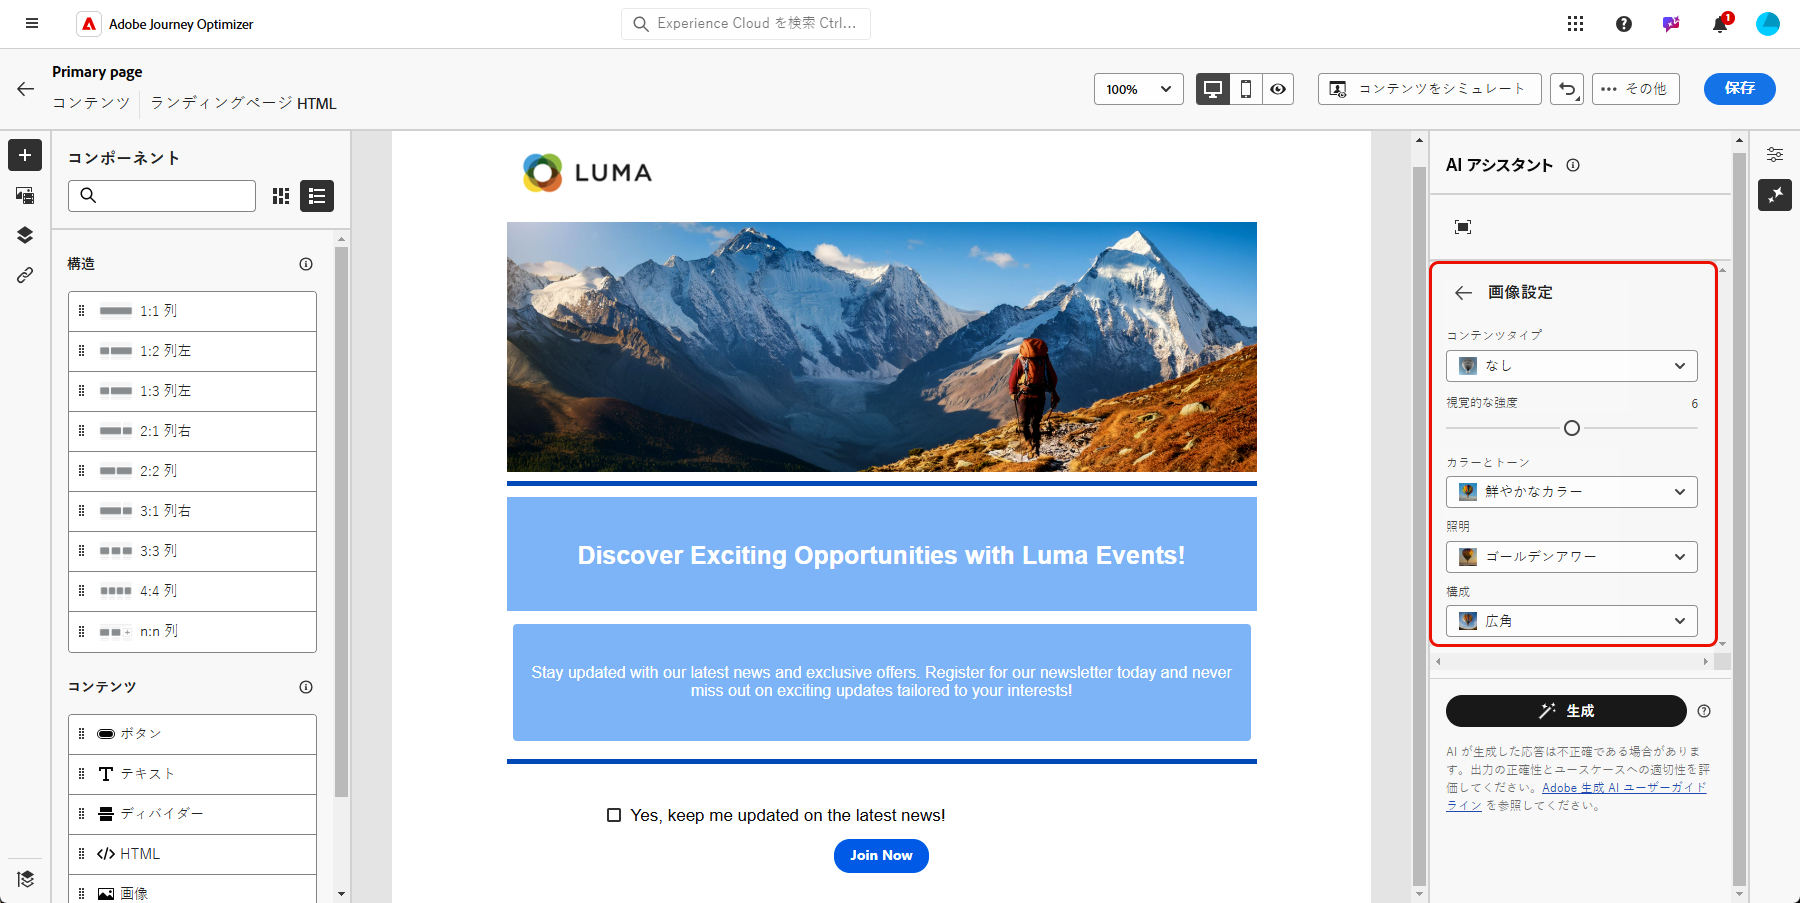 Adobe Journey Optimizer
Experience Cloud を検索 Ctrl...
1
Primary page
コンテンツ ランディングページ HTML
100%
コンテンツをシミュレート
その他
保存
コンポーネント
構造
1:1 列
1:2 列左
1:3 列左
2:1 列右
2:2 列
3:1 列右
3:3 列
4:4 列
n:n 列
コンテンツ
ボタン
テキスト
ディバイダー
HTML
画像
LUMA
Discover Exciting Opportunities with Luma Events!
Stay updated with our latest news and exclusive offers. Register for our newsletter today and never
miss out on exciting updates tailored to your interests!
Yes, keep me updated on the latest news!
Join Now
AI アシスタント
画像設定
コンテンツタイプ
なし
視覚的な強度 6
カラーとトーン
鮮やかなカラー
照明
ゴールデンアワー
構成
広角
生成
AI が生成した応答は不正確である場合がありま
す。出力の正確性とユースケースへの適切性を評
価してください。Adobe 生成 AI ユーザーガイド
ライン を参照してください。